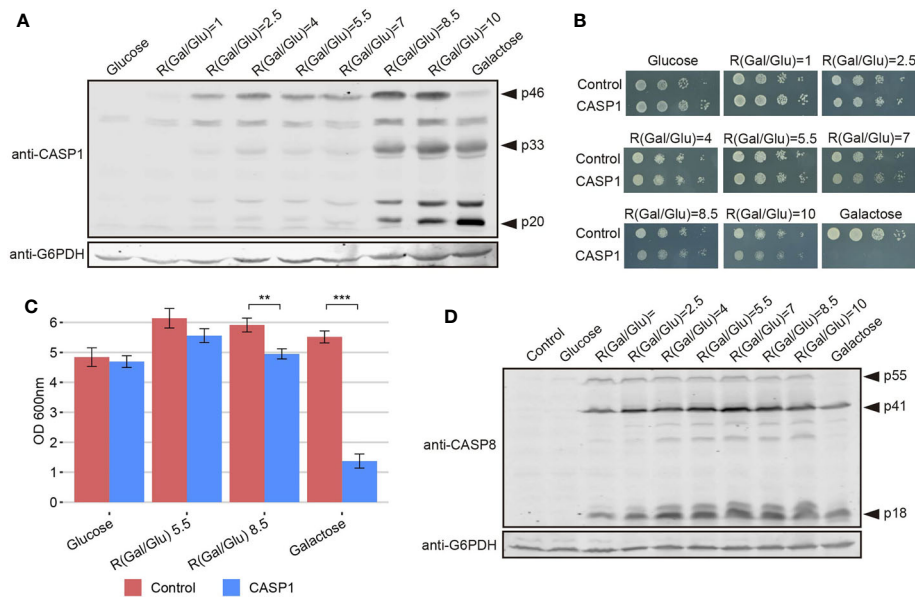 A
Glucose
R(Gal/Glu)=1
R(Gal/Glu)=2.5
R(Gal/Glu)=4
R(Gal/Glu)=5.5
R(Gal/Glu)=7
R(Gal/Glu)=8.5
R(Gal/Glu)=10
Galactose
anti-CASP1
p46
p33
p20
anti-G6PDH
B
Glucose R(Gal/Glu)=1 R(Gal/Glu)=2.5
Control
CASP1
R(Gal/Glu)=4 R(Gal/Glu)=5.5 R(Gal/Glu)=7
Control
CASP1
R(Gal/Glu)=8.5 R(Gal/Glu)=10 Galactose
Control
CASP1
C
OD 600nm
6
5
4
3
2
1
0
**
***
Glucose
R(Gal/Glu) 5.5
R(Gal/Glu) 8.5
Galactose
Control CASP1
D
Control
Glucose
R(Gal/Glu)=
R(Gal/Glu)=2.5
R(Gal/Glu)=4
R(Gal/Glu)=5.5
R(Gal/Glu)=7
R(Gal/Glu)=8.5
R(Gal/Glu)=10
Galactose
anti-CASP8
p55
p41
p18
anti-G6PDH